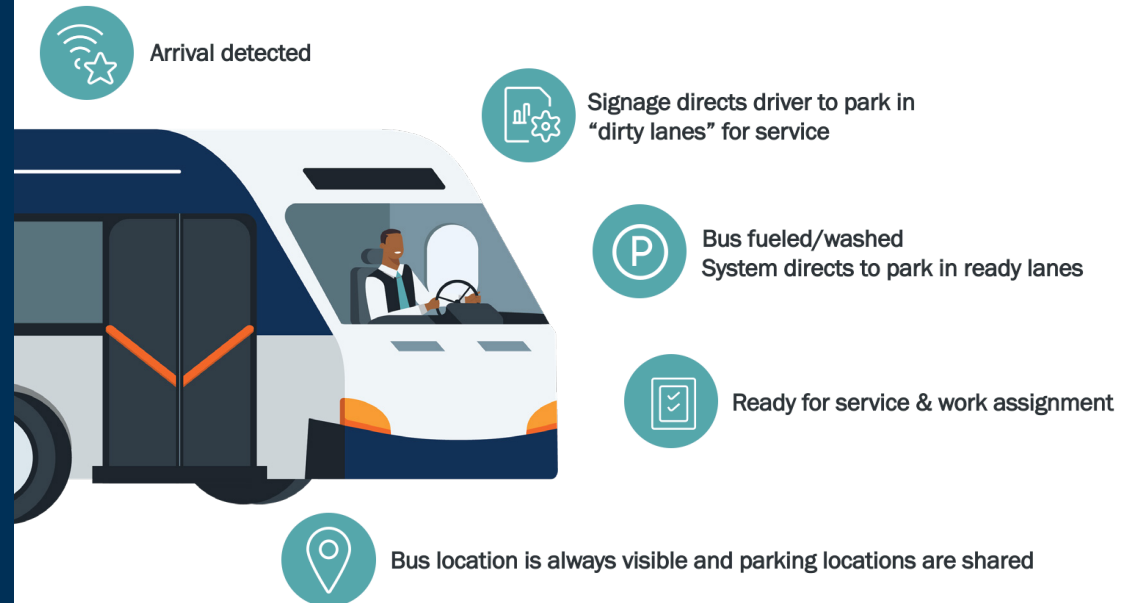 Arrival detected
Signage directs driver to park in
“dirty lanes” for service
P
Bus fueled/washed
System directs to park in ready lanes
Ready for service & work assignment
Bus location is always visible and parking locations are shared